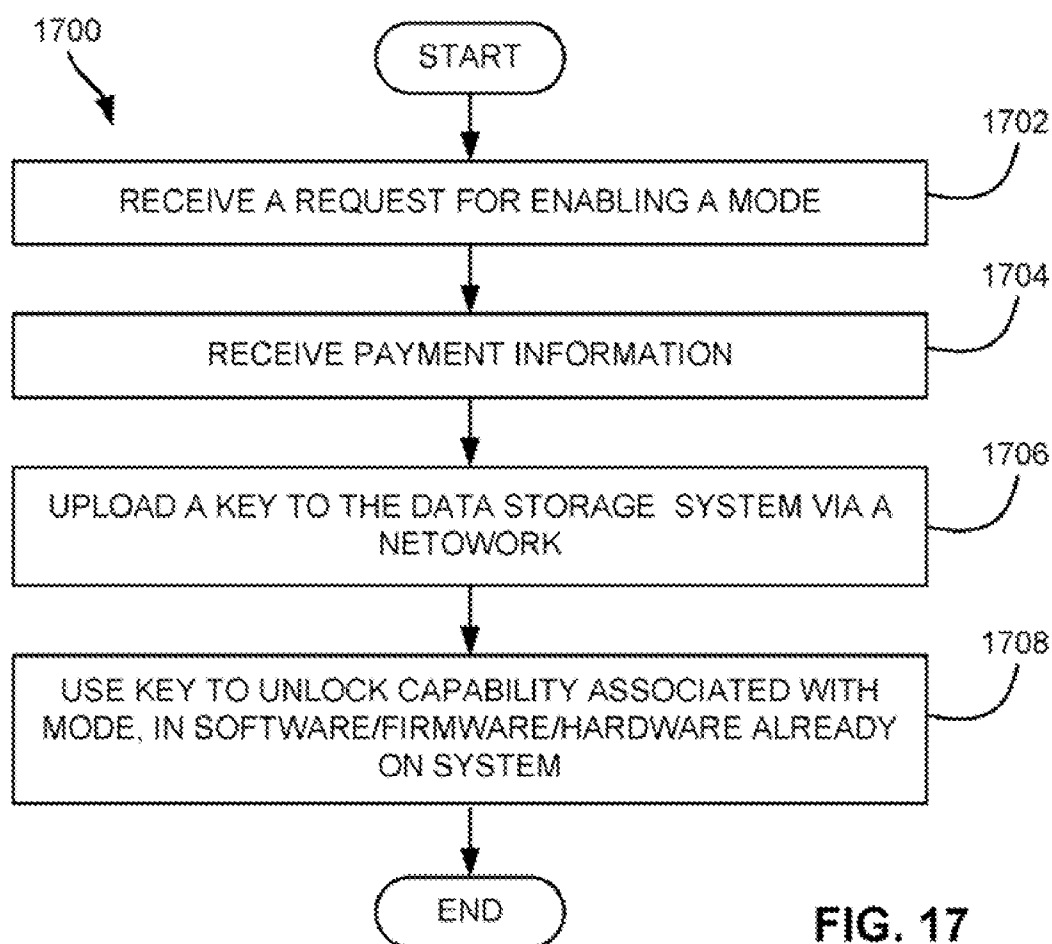 1700
START
1702
RECEIVE A REQUEST FOR ENABLING A MODE
1704
RECEIVE PAYMENT INFORMATION
1706
UPLOAD A KEY TO THE DATA STORAGE SYSTEM VIA A
NETOWORK
1708
USE KEY TO UNLOCK CAPABILITY ASSOCIATED WITH
MODE, IN SOFTWARE/FIRMWARE/HARDWARE ALREADY
ON SYSTEM
END
FIG. 17